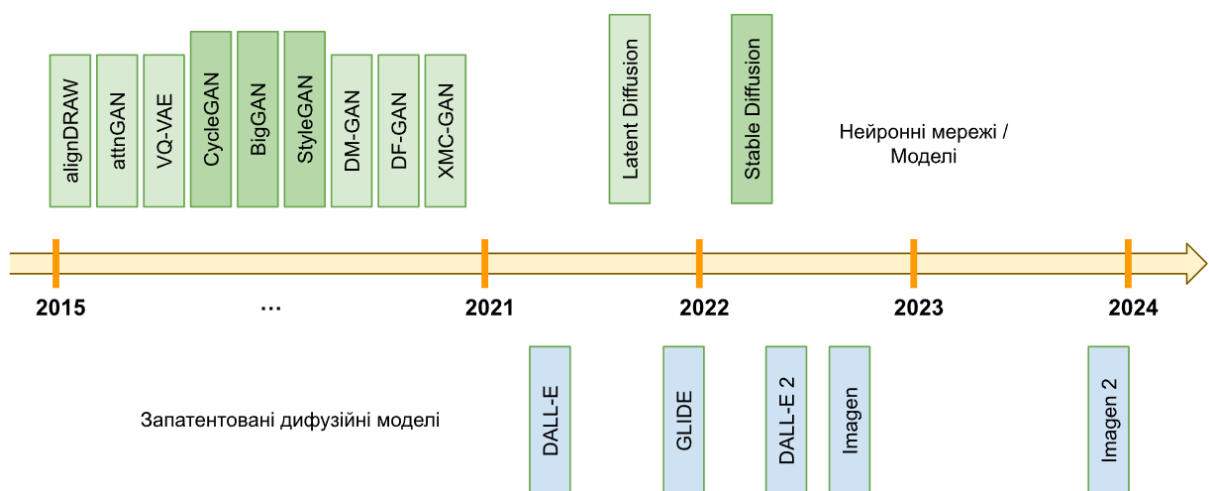 alignDRAW
attnGAN
VQ-VAE
CycleGAN
BigGAN
StyleGAN
DM-GAN
DF-GAN
XMC-GAN
Latent Diffusion
Stable Diffusion
Нейронні мережі /
Моделі
2015
...
2021
2022
2023
2024
Запатентовані дифузійні моделі
DALL-E
GLIDE
DALL-E 2
Imagen
Imagen 2